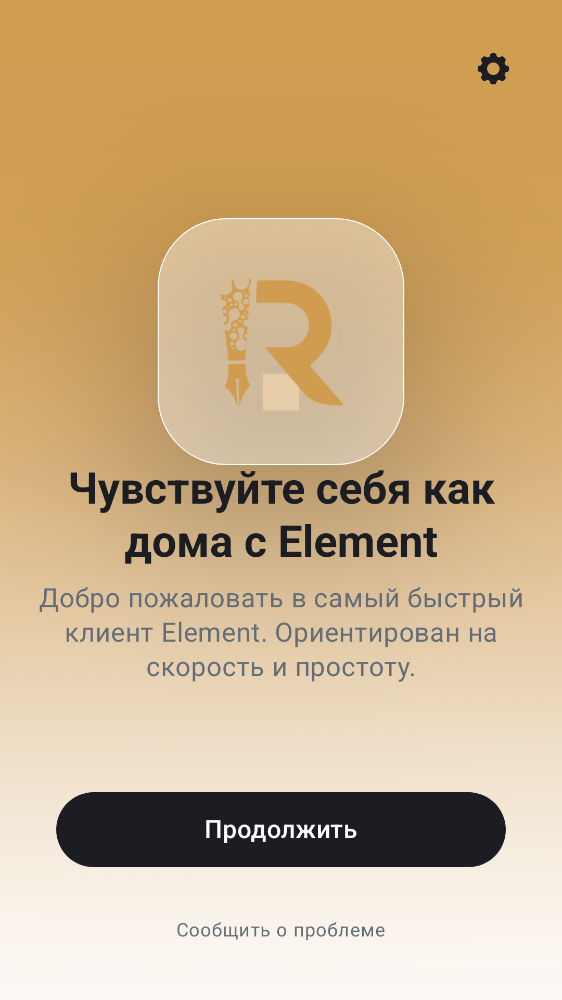 R
Чувствуйте себя как
дома с Element
Добро пожаловать в самый быстрый
клиент Element. Ориентирован на
скорость и простоту.
Продолжить
Сообщить о проблеме